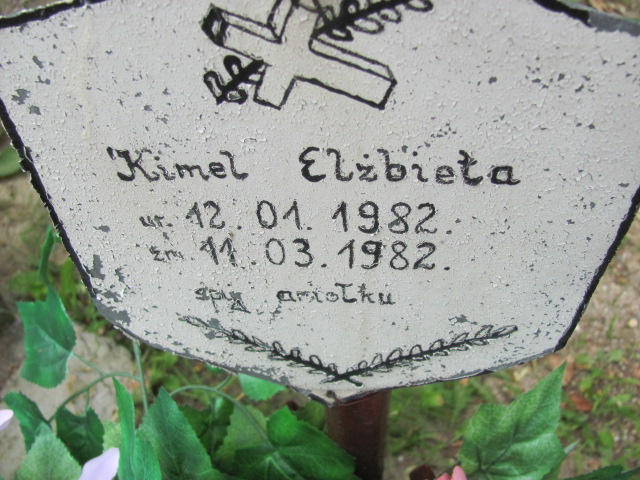 Kimel Elżbieta
ur. 12. 01. 1982.
zm. 11. 03. 1982.
śpij aniołku